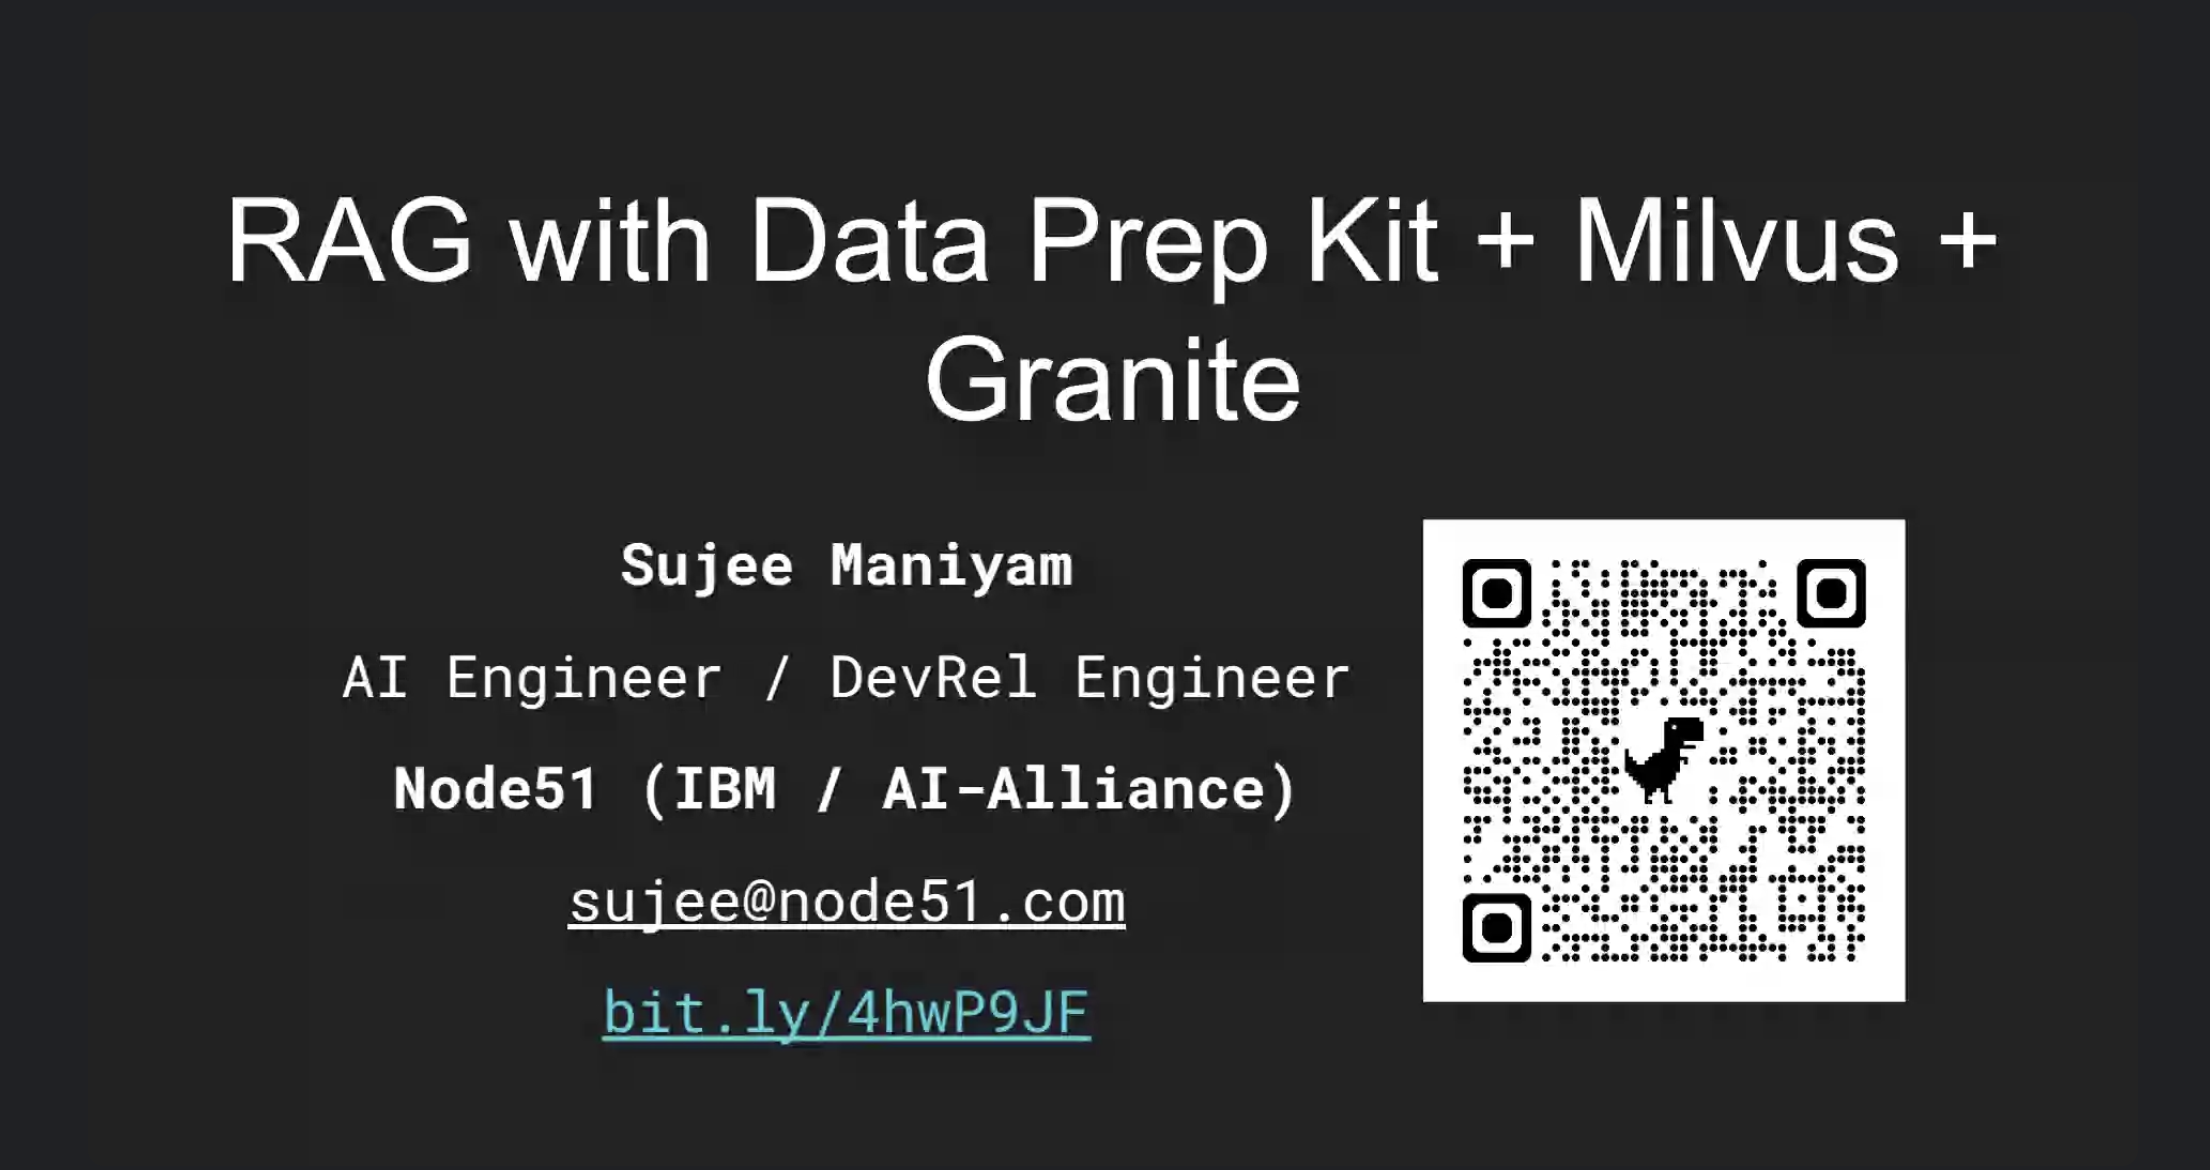 RAG with Data Prep Kit + Milvus +
Granite
Sujee Maniyam
AI Engineer / DevRel Engineer
Node51 (IBM / AI-Alliance)
sujee@node51.com
bit.ly/4hwP9JF